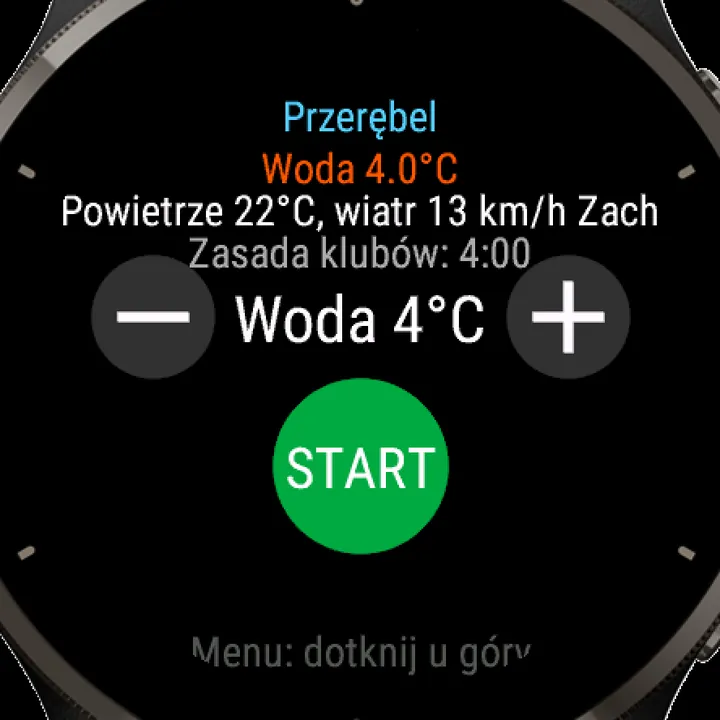 Przerębel
Woda 4.0°C
Powietrze 22°C, wiatr 13 km/h Zach
Zasada klubów: 4:00
− Woda 4°C +
START
Menu: dotknij u góry